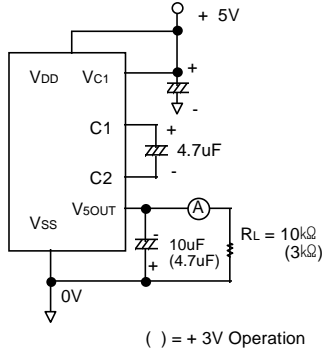 + 5V
VDD
VC1
+
-
C1
+
4.7uF
C2
-
V5OUT
A
VSS
-
10uF
(4.7uF)
+
RL = 10kΩ
(3kΩ)
0V
( ) = + 3V Operation